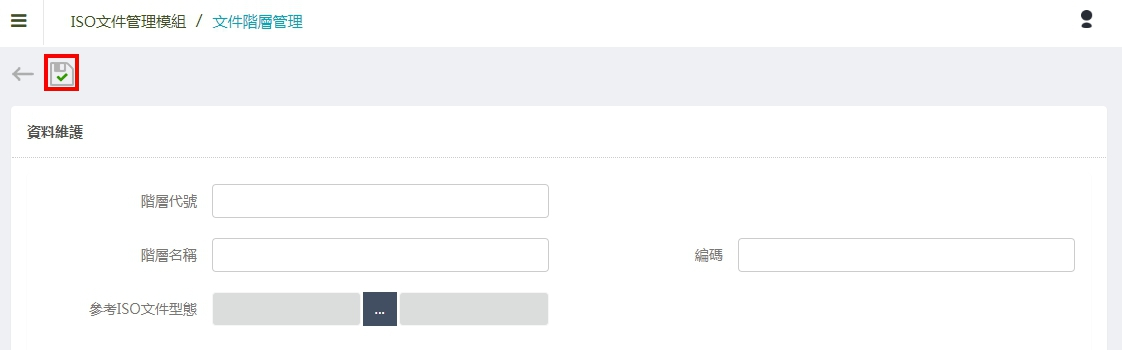 ISO文件管理模組 / 文件階層管理
資料維護
階層代號
階層名稱
編碼
參考ISO文件型態
...